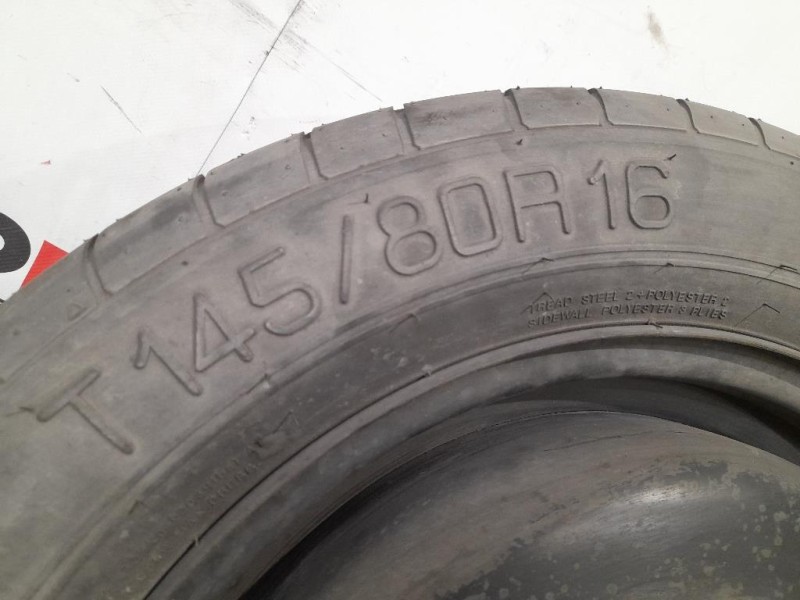 T145/80R16
TREAD STEEL 2 + POLYESTER 2
SIDEWALL POLYESTER 2 PLIES